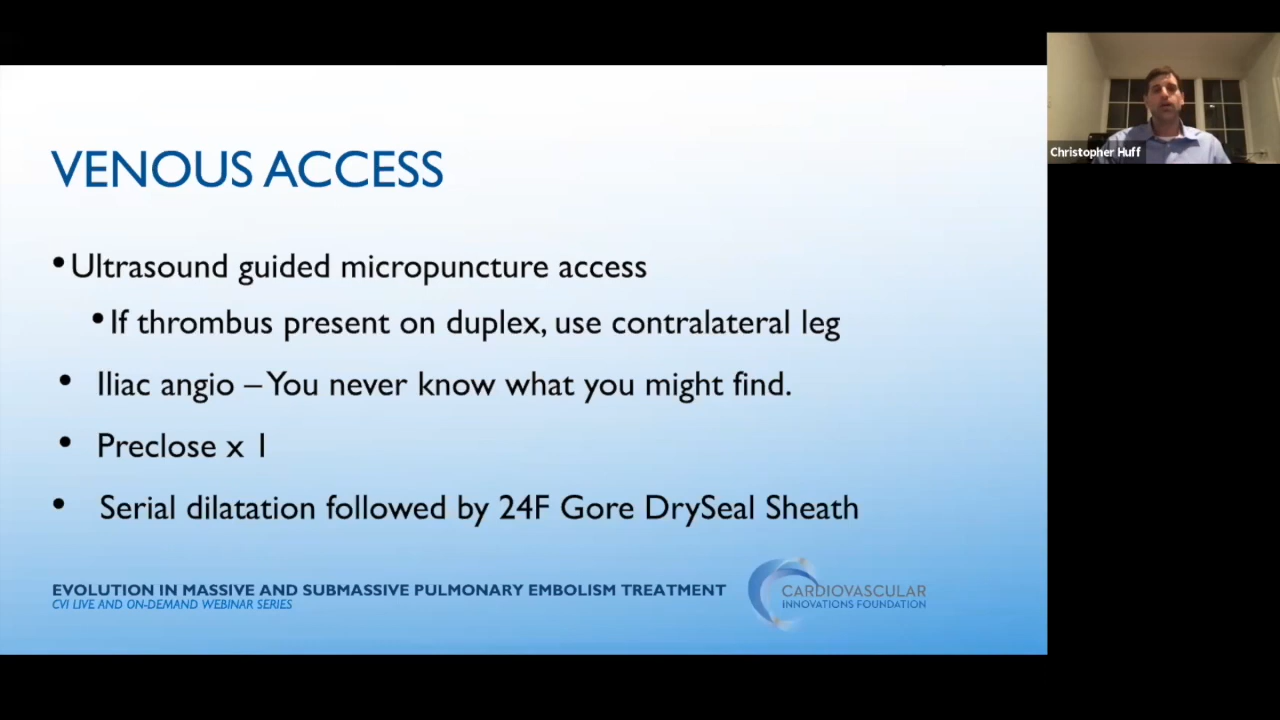 VENOUS ACCESS
•Ultrasound guided micropuncture access
•If thrombus present on duplex, use contralateral leg
• Iliac angio – You never know what you might find.
• Preclose x 1
• Serial dilatation followed by 24F Gore DrySeal Sheath
EVOLUTION IN MASSIVE AND SUBMASSIVE PULMONARY EMBOLISM TREATMENT
CVI LIVE AND ON-DEMAND WEBINAR SERIES
CARDIOVASCULAR
INNOVATIONS FOUNDATION
Christopher Huff